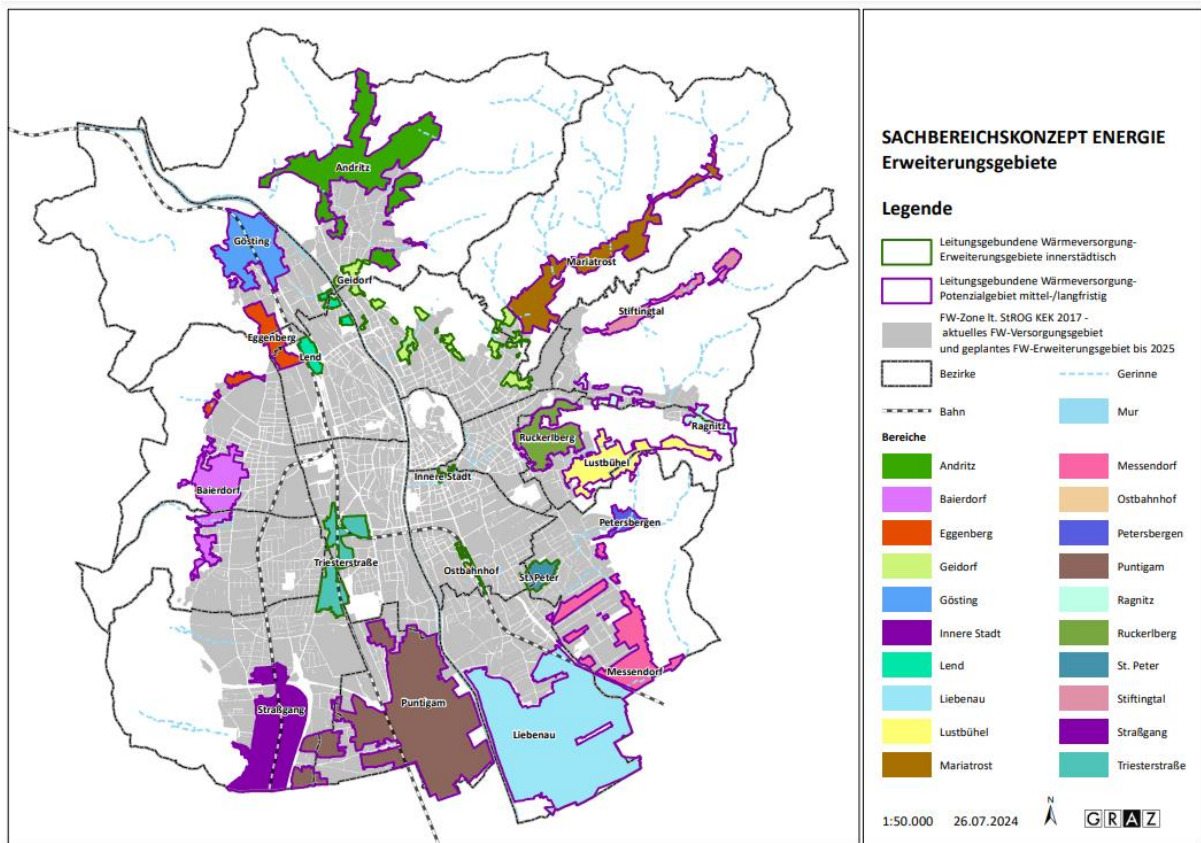 Andritz
Gösting
Geidorf
Mariatrost
Stiftingtal
Eggenberg
Lend
Ragnitz
Ruckerlberg
Lustbühel
Innere Stadt
Baierdorf
Petersbergen
Triesterstraße
Ostbahnhof
St. Peter
Messendorf
Puntigam
Straßgang
Liebenau
SACHBEREICHSKONZEPT ENERGIE
Erweiterungsgebiete
Legende
Leitungsgebundene Wärmeversorgung-
Erweiterungsgebiete innerstädtisch
Leitungsgebundene Wärmeversorgung-
Potenzialgebiet mittel-/langfristig
FW-Zone lt. StROG KEK 2017 -
aktuelles FW-Versorgungsgebiet
und geplantes FW-Erweiterungsgebiet bis 2025
Bezirke
Gerinne
Bahn
Mur
Bereiche
Andritz
Messendorf
Baierdorf
Ostbahnhof
Eggenberg
Petersbergen
Geidorf
Puntigam
Gösting
Ragnitz
Innere Stadt
Ruckerlberg
Lend
St. Peter
Liebenau
Stiftingtal
Lustbühel
Straßgang
Mariatrost
Triesterstraße
N
1:50.000 26.07.2024
GRAZ